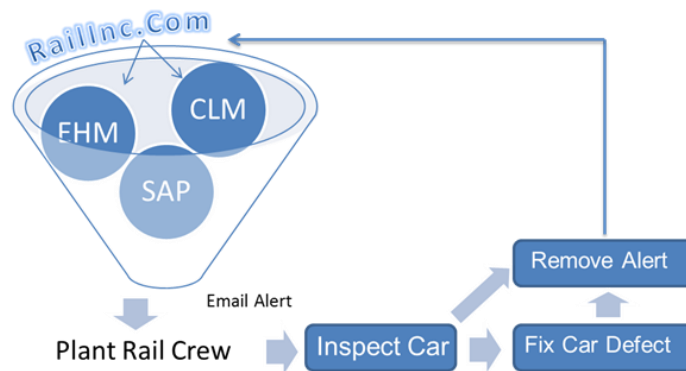 RailInc.Com
EHM
CLM
SAP
Email Alert
Plant Rail Crew
Inspect Car
Remove Alert
Fix Car Defect